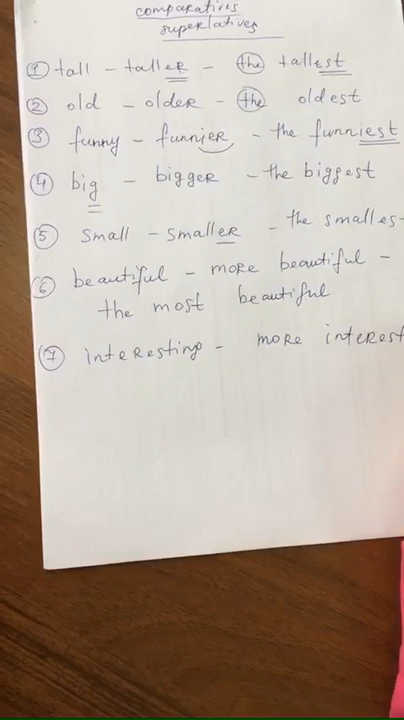 comparatives
superlatives
1 tall - taller - the tallest
2 old - older - the oldest
3 funny - funnier - the funniest
4 big - bigger - the biggest
5 small - smaller - the smalles
6 beautiful - more beautiful -
the most beautiful
7 interesting - more interest